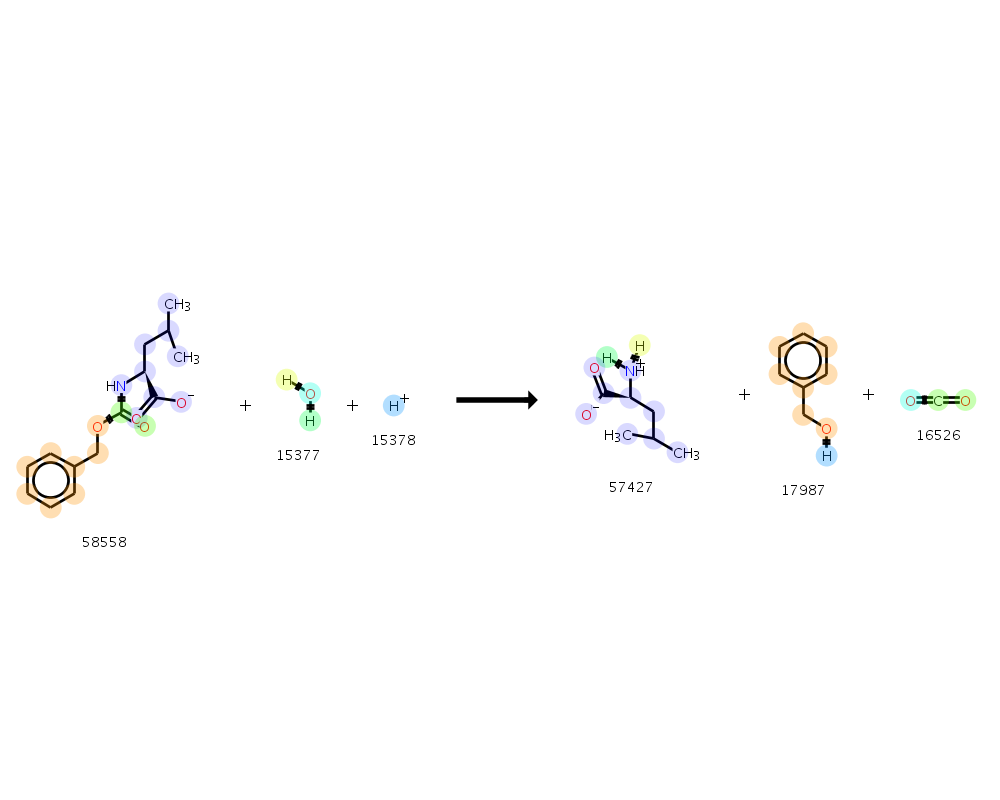 CH3
CH3
HN
O
O
O
O⁻
58558
+
H
O
H
15377
+
H+
15378
H
H
O
NH+
O⁻
H3C
CH3
57427
+
O
H
17987
+
O C O
16526